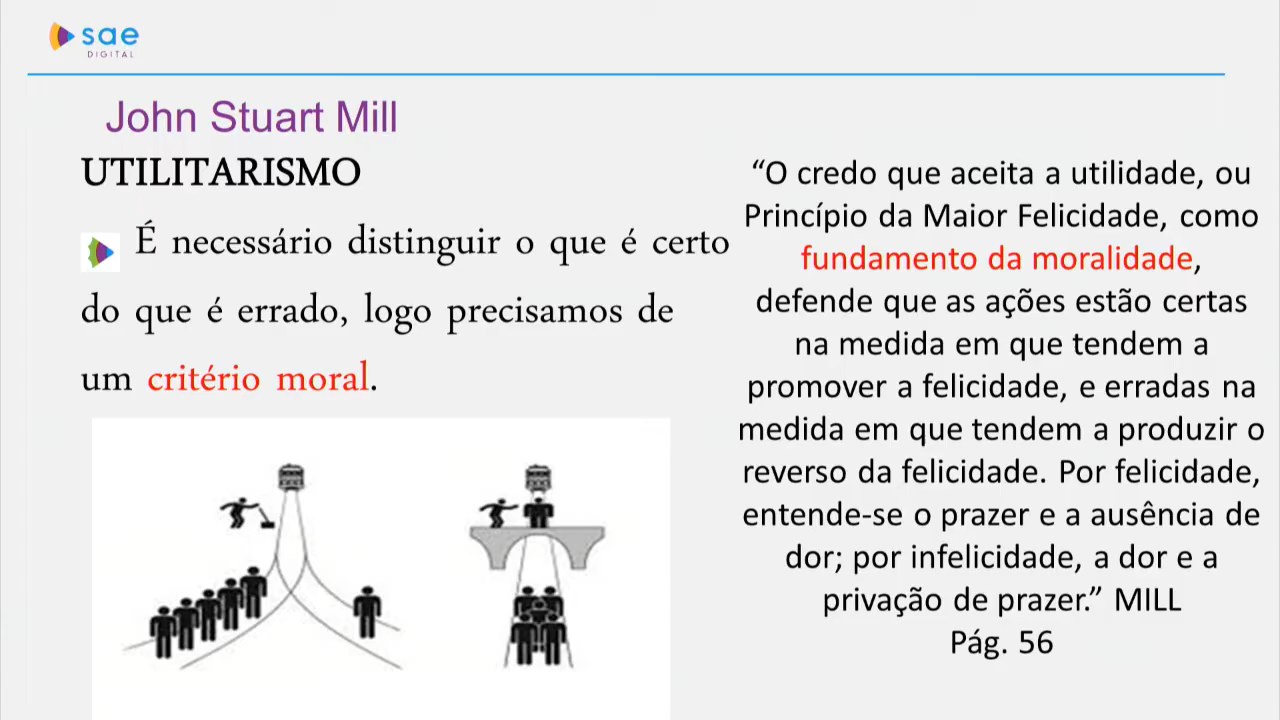 sae
DIGITAL
John Stuart Mill
UTILITARISMO
É necessário distinguir o que é certo
do que é errado, logo precisamos de
um critério moral.
“O credo que aceita a utilidade, ou
Princípio da Maior Felicidade, como
fundamento da moralidade,
defende que as ações estão certas
na medida em que tendem a
promover a felicidade, e erradas na
medida em que tendem a produzir o
reverso da felicidade. Por felicidade,
entende-se o prazer e a ausência de
dor; por infelicidade, a dor e a
privação de prazer.” MILL
Pág. 56